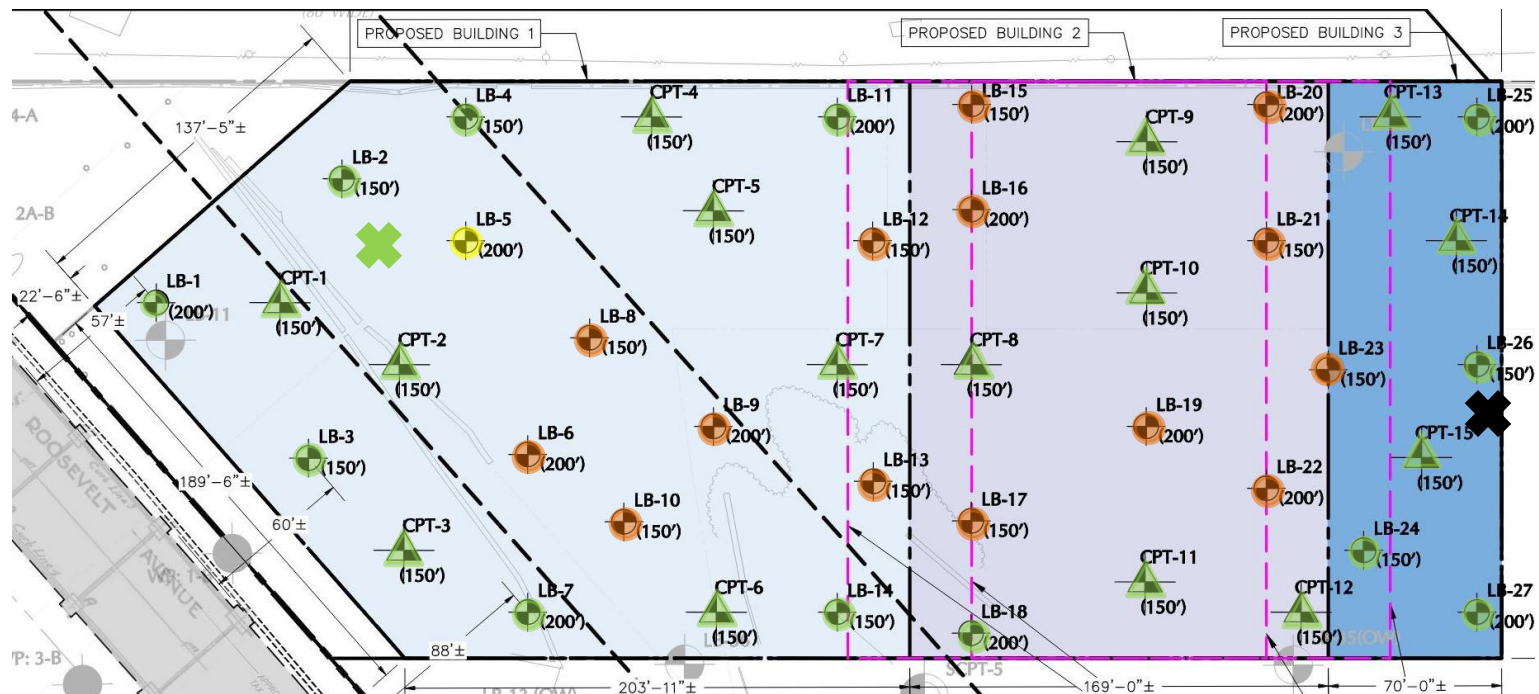 (80' WIDE)
PROPOSED BUILDING 1
PROPOSED BUILDING 2
PROPOSED BUILDING 3
4-A
137'-5"±
LB-4
(150')
CPT-4
(150')
LB-11
(200')
LB-15
(150')
CPT-9
(150')
LB-20
(200')
CPT-13
(150')
LB-25
(200')
LB-2
(150')
CPT-5
(150')
LB-16
(200')
2A-B
LB-5
(200')
LB-12
(150')
LB-21
(150')
CPT-14
(150')
22'-6"±
57'±
LB-1
(200')
CPT-1
(150')
CPT-10
(150')
LB-8
(150')
CPT-2
(150')
CPT-7
(150')
CPT-8
(150')
LB-23
(150')
LB-26
(150')
LB-9
(200')
LB-19
(200')
CPT-15
(150')
ROOSEVELT
AVENUE
LB-3
(150')
LB-6
(200')
LB-13
(150')
LB-22
(200')
189'-6"±
60'±
LB-10
(150')
LB-17
(150')
LB-24
(150')
CPT-3
(150')
CPT-11
(150')
LB-7
(200')
CPT-6
(150')
LB-14
(150')
LB-18
(200')
CPT-12
(150')
LB-27
(200')
88'±
SCPT-5
203'-11"±
169'-0"±
70'-0"±